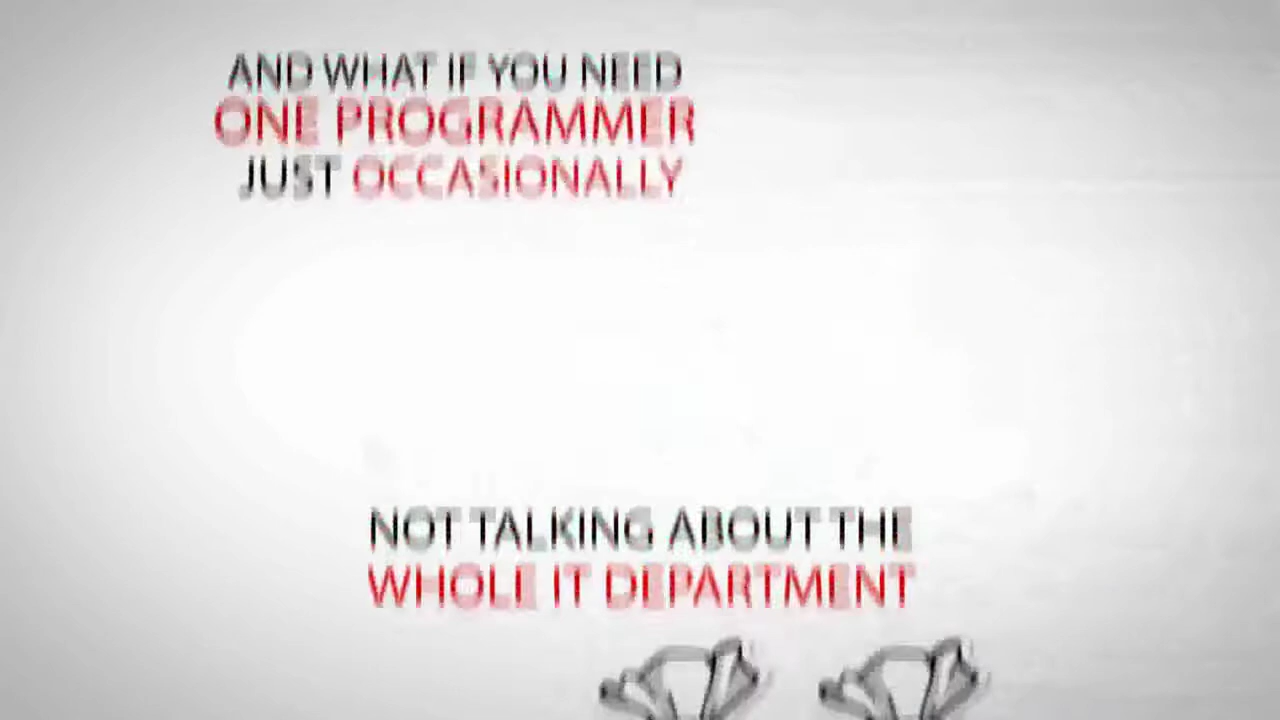 AND WHAT IF YOU NEED
ONE PROGRAMMER
JUST OCCASIONALLY
NOT TALKING ABOUT THE
WHOLE IT DEPARTMENT